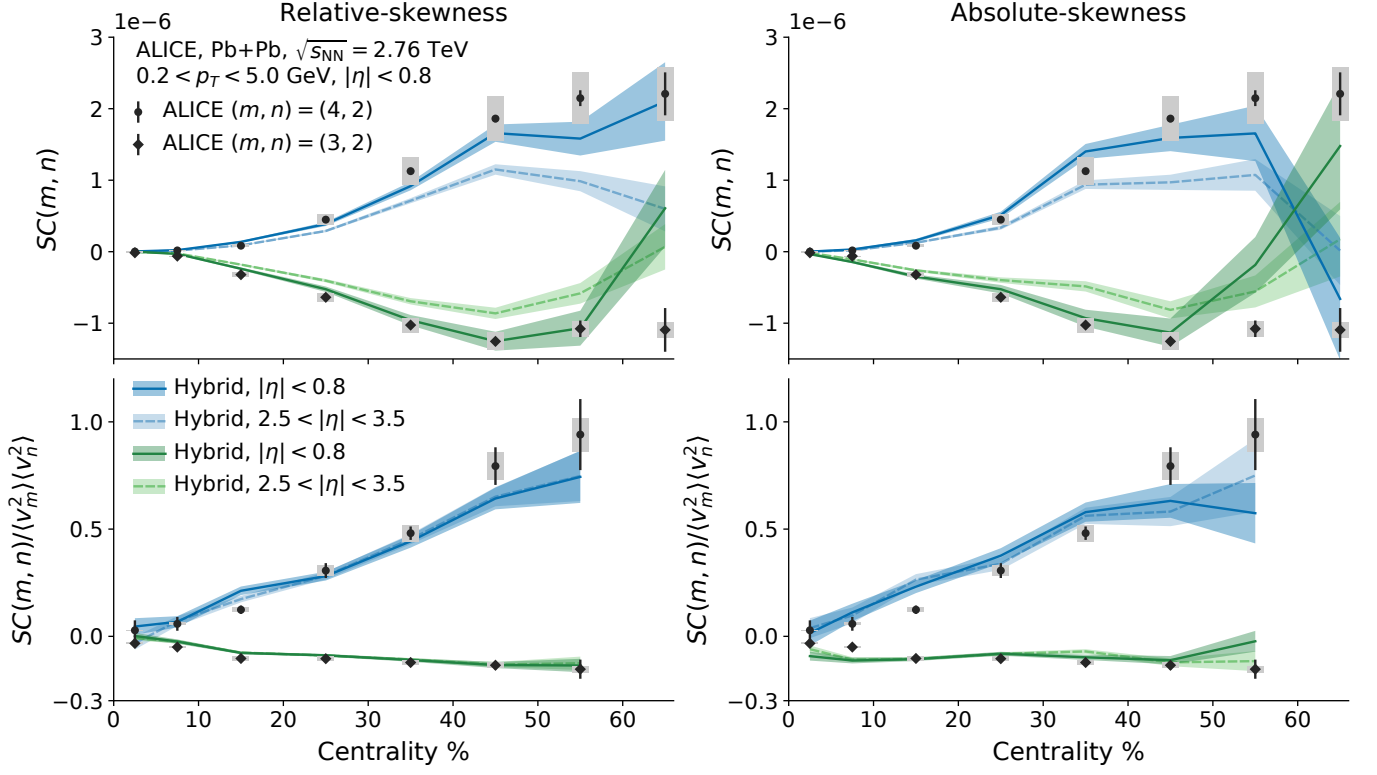 Relative-skewness
Absolute-skewness
1e−6
1e−6
ALICE, Pb+Pb, √s_NN = 2.76 TeV
0.2 < p_T < 5.0 GeV, |η| < 0.8
ALICE (m, n) = (4, 2)
ALICE (m, n) = (3, 2)
3
2
1
0
−1
SC(m, n)
3
2
1
0
−1
SC(m, n)
Hybrid, |η| < 0.8
Hybrid, 2.5 < |η| < 3.5
Hybrid, |η| < 0.8
Hybrid, 2.5 < |η| < 3.5
1.0
0.5
0.0
−0.3
SC(m, n)/⟨v_m^2⟩⟨v_n^2⟩
1.0
0.5
0.0
−0.3
SC(m, n)/⟨v_m^2⟩⟨v_n^2⟩
0 10 20 30 40 50 60
0 10 20 30 40 50 60
Centrality %
Centrality %